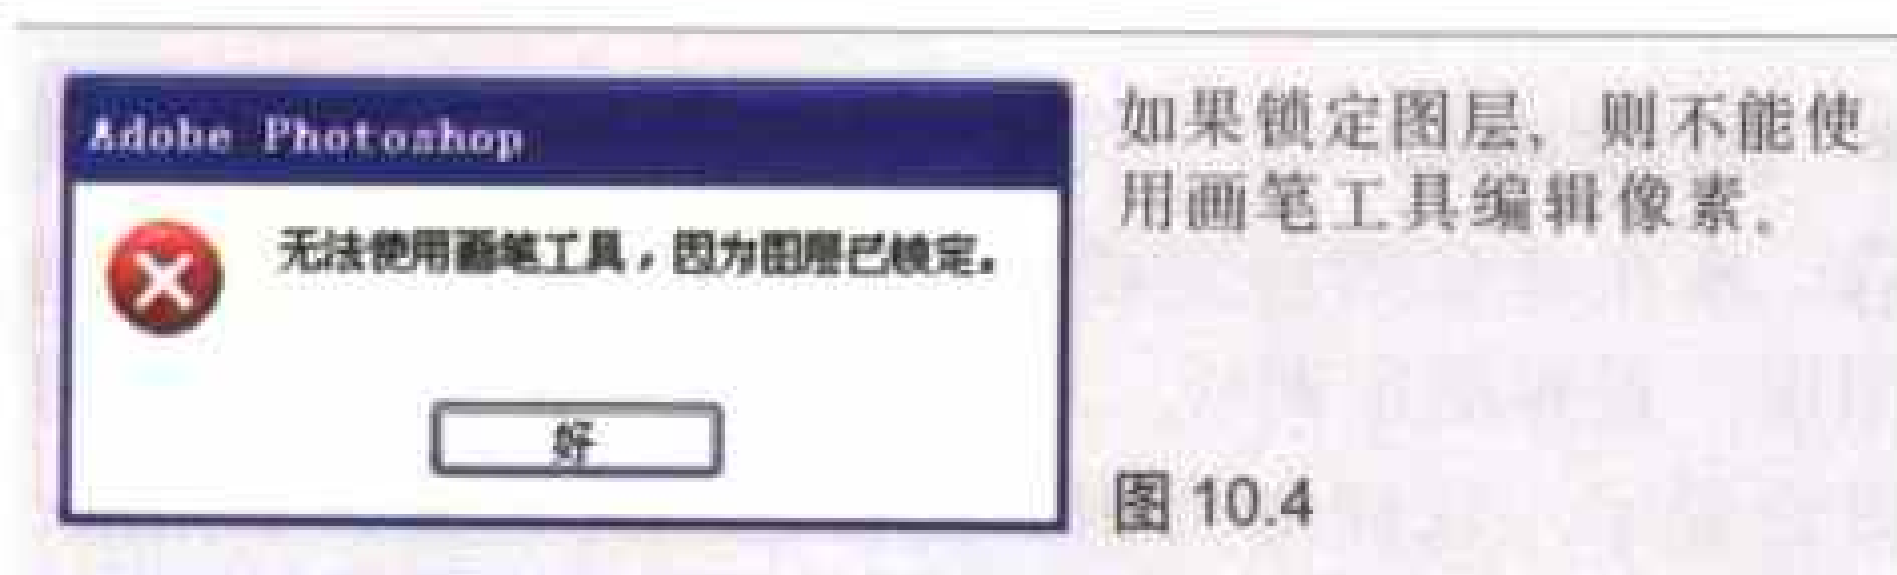 Adobe Photoshop
无法使用画笔工具，因为图层已锁定。
好
如果锁定图层，则不能使
用画笔工具编辑像素。
图 10.4